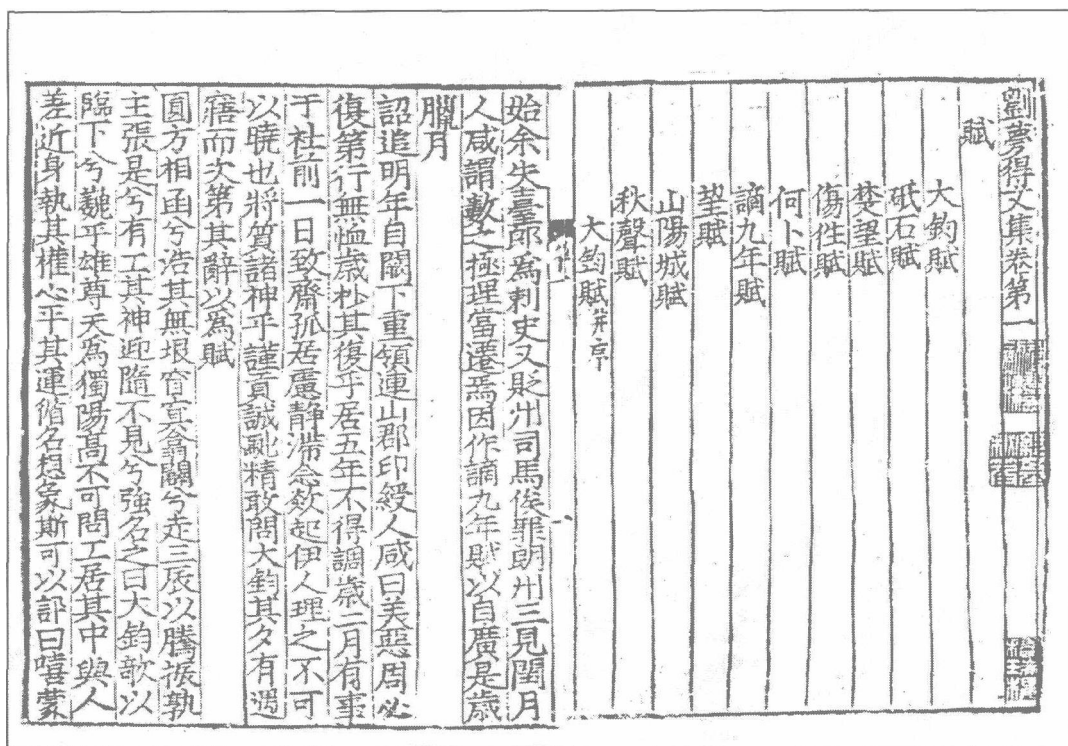 劉夢得文集卷第一
賦
大鈞賦
砥石賦
楚望賦
傷往賦
何卜賦
謫九年賦
望賦
山陽城賦
秋聲賦
大鈞賦并序
始余失臺郎爲刺史又貶州司馬俟罪朗州三見閏月
人咸謂數之極理當遷焉因作謫九年賦以自廣是歲
臘月
詔追明年自闕下重領連山郡印綬人咸曰美惡周必
復第行無恤歲杪其復乎居五年不得調歲二月有事
于社前一日致齋孤居慮靜滯念歘起伊人理之不可
以曉也將質諸神乎謹貢誠馳精敢問大鈞其夕有遇
寤而次第其辭以爲賦
圓方相函兮浩其無垠窅冥翕闢兮走三辰以騰振孰
主張是兮有工其神迎隨不見兮強名之曰大鈞歆以
臨下兮巍乎雄尊天爲獨陽高不可問工居其中與人
差近身執其權心平其運循名想象斯可以訊曰嘻蒙